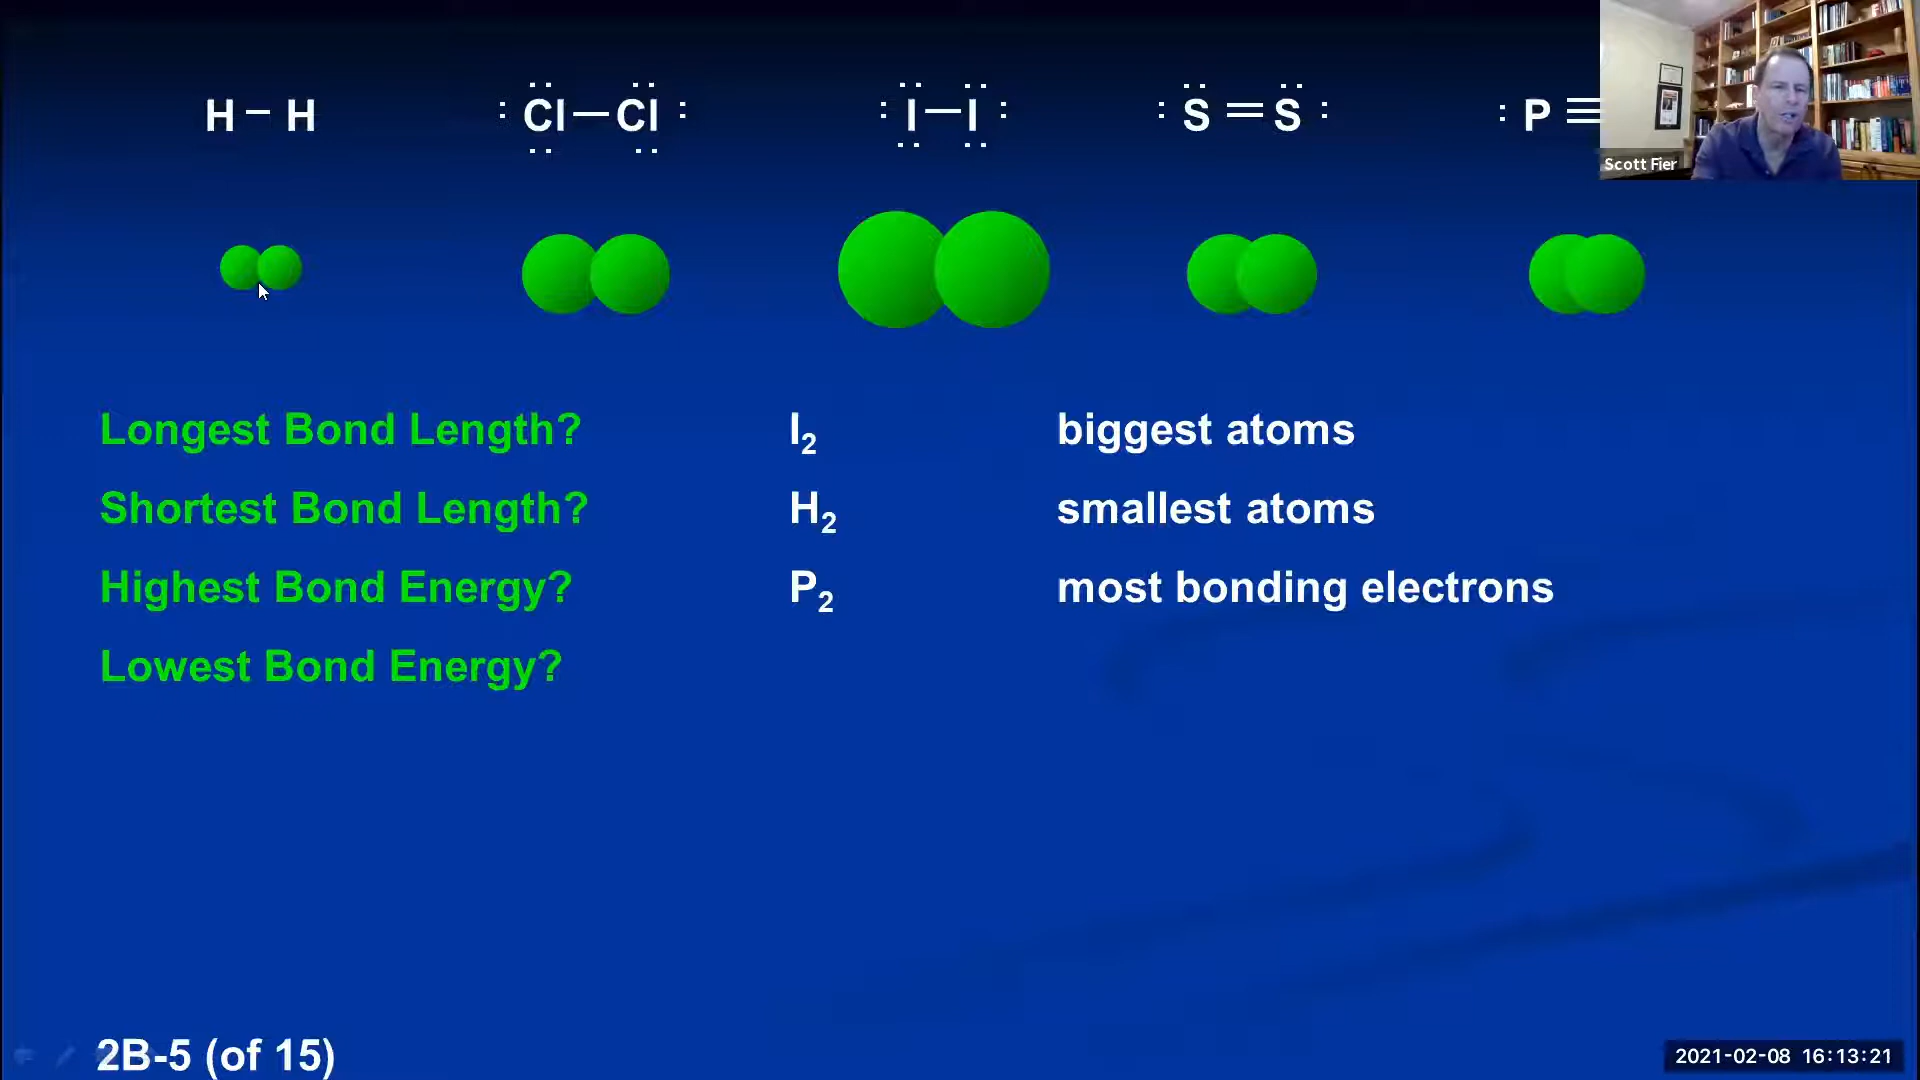 H – H
:Cl—Cl:
:I—I:
:S=S:
:P≡
Scott Fier
Longest Bond Length? I₂ biggest atoms
Shortest Bond Length? H₂ smallest atoms
Highest Bond Energy? P₂ most bonding electrons
Lowest Bond Energy?
2B-5 (of 15)
2021-02-08 16:13:21